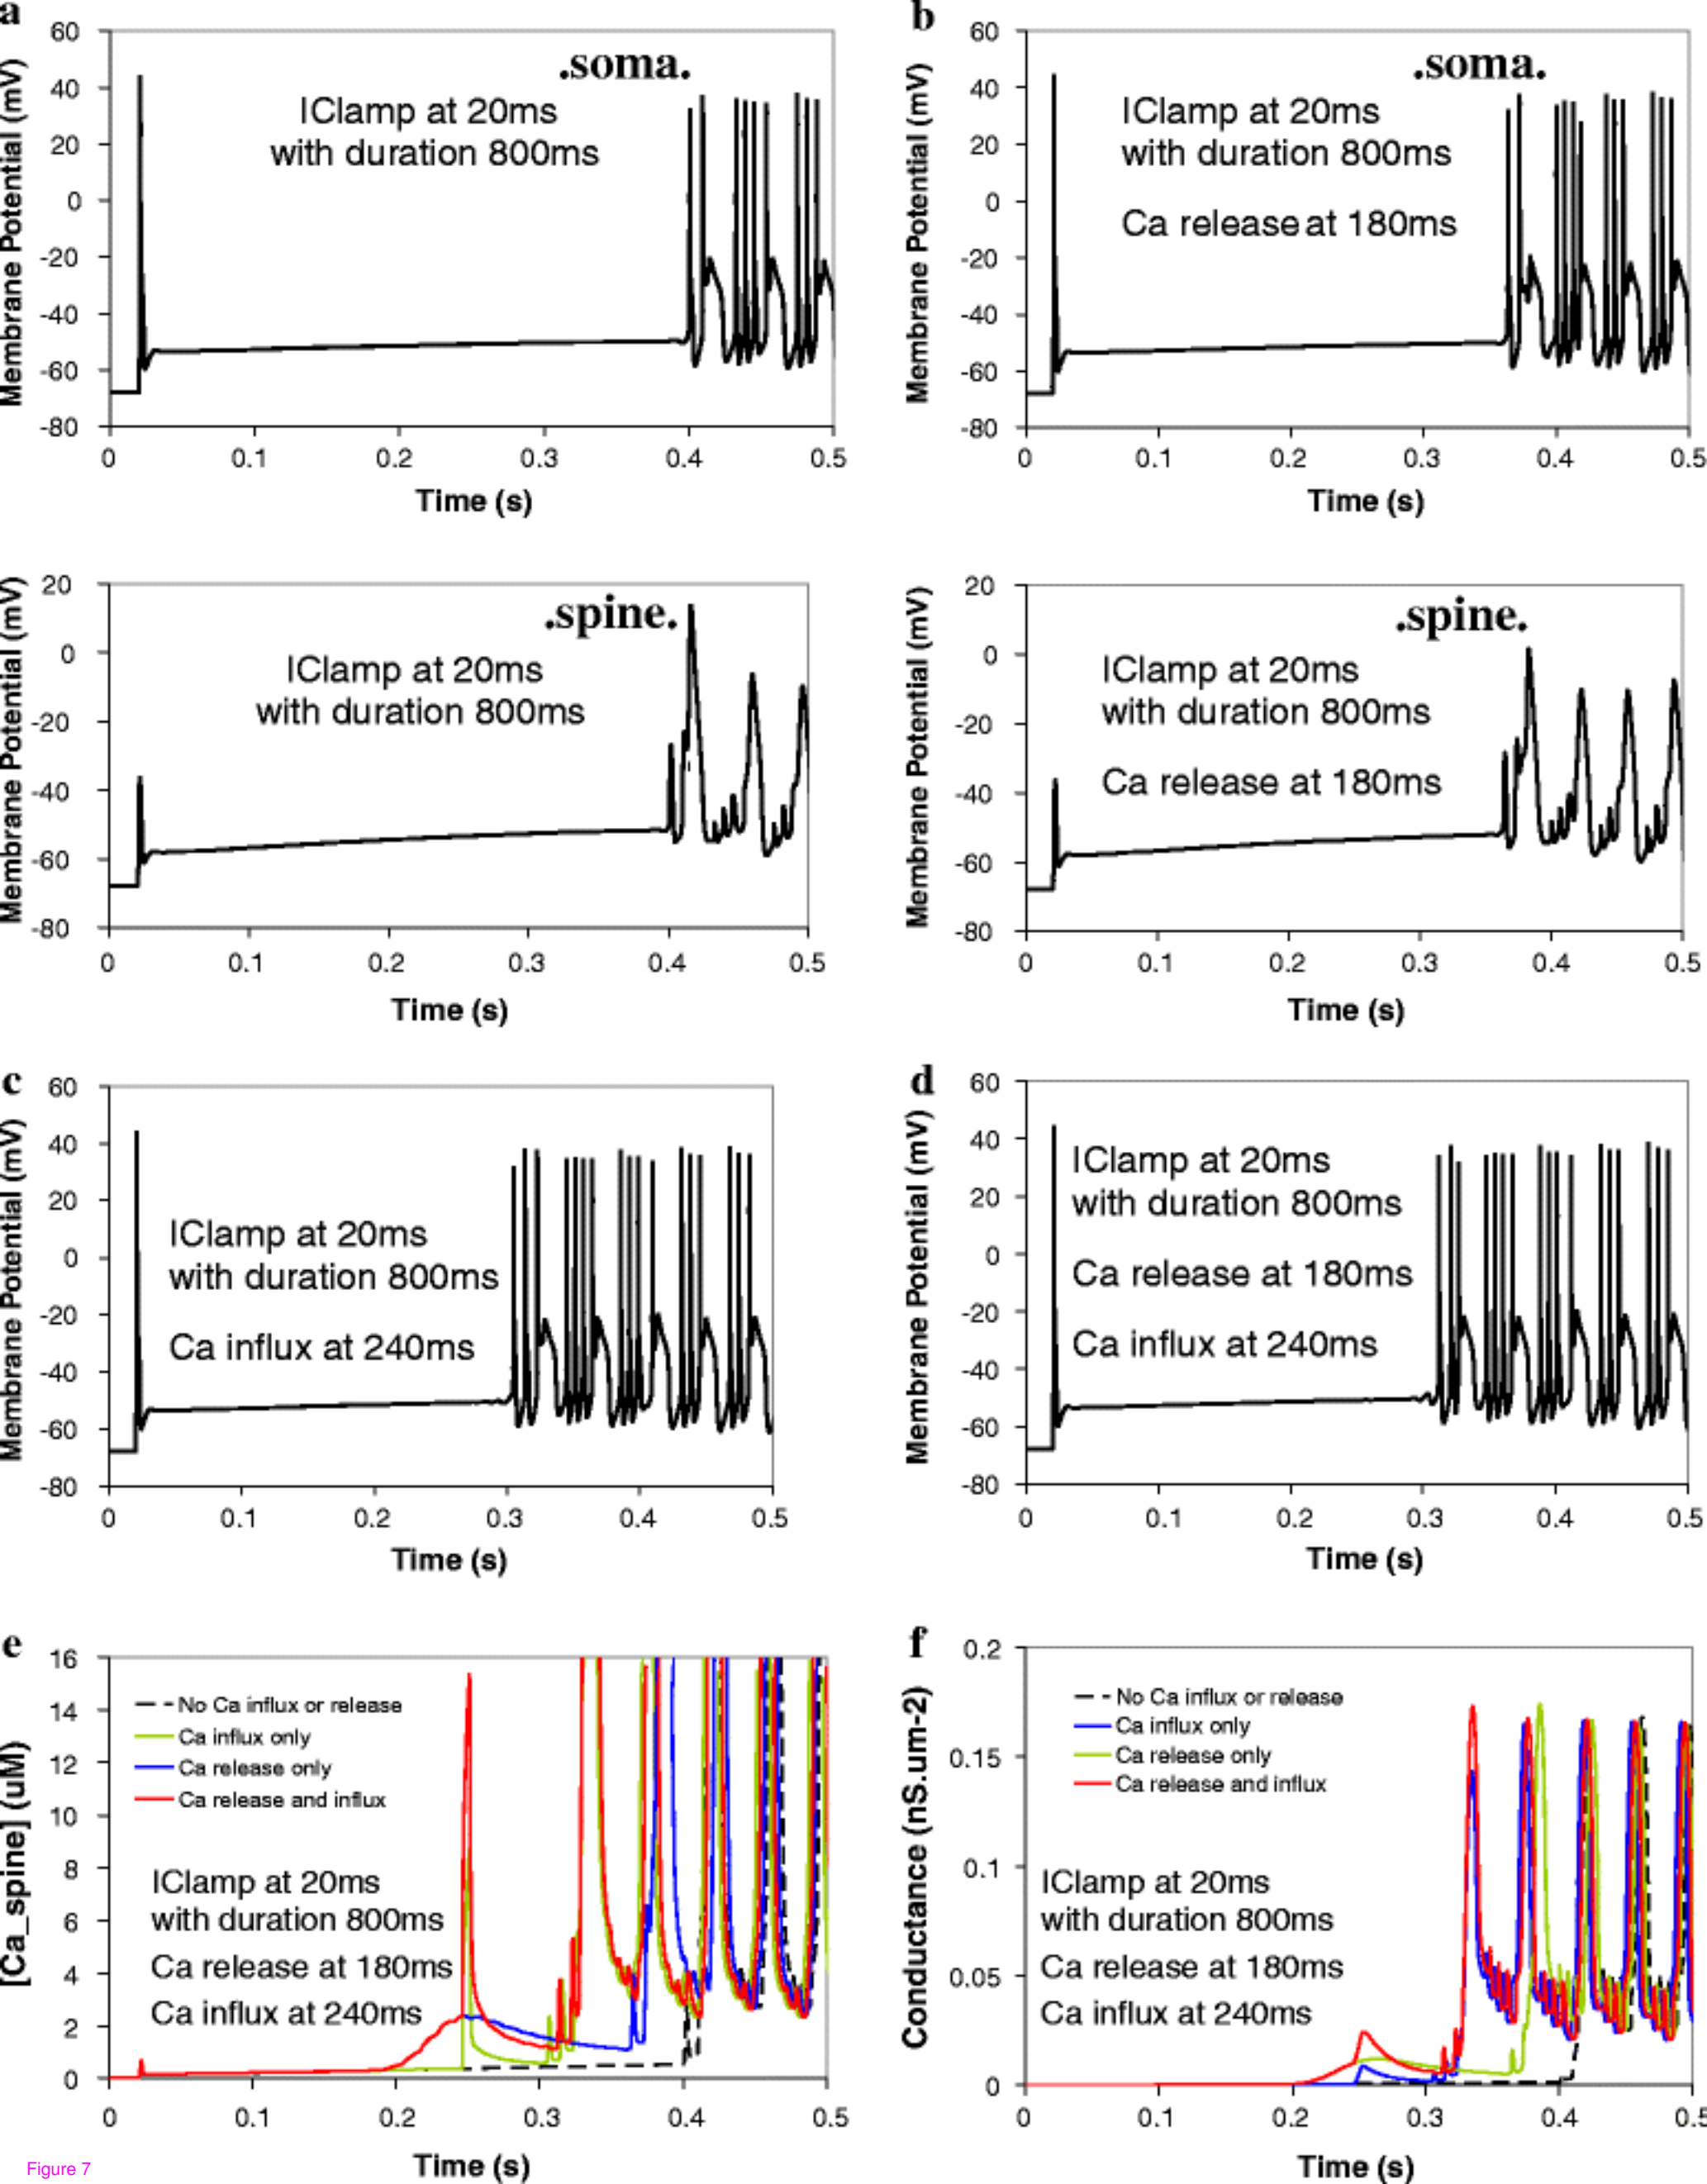 a
60
40
20
0
-20
-40
-60
-80
Membrane Potential (mV)
.soma.
IClamp at 20ms
with duration 800ms
0 0.1 0.2 0.3 0.4 0.5
Time (s)
b
60
40
20
0
-20
-40
-60
-80
Membrane Potential (mV)
.soma.
IClamp at 20ms
with duration 800ms
Ca release at 180ms
0 0.1 0.2 0.3 0.4 0.5
Time (s)
20
0
-20
-40
-60
-80
Membrane Potential (mV)
.spine.
IClamp at 20ms
with duration 800ms
0 0.1 0.2 0.3 0.4 0.5
Time (s)
20
0
-20
-40
-60
-80
Membrane Potential (mV)
.spine.
IClamp at 20ms
with duration 800ms
Ca release at 180ms
0 0.1 0.2 0.3 0.4 0.5
Time (s)
c
60
40
20
0
-20
-40
-60
-80
Membrane Potential (mV)
IClamp at 20ms
with duration 800ms
Ca influx at 240ms
0 0.1 0.2 0.3 0.4 0.5
Time (s)
d
60
40
20
0
-20
-40
-60
-80
Membrane Potential (mV)
IClamp at 20ms
with duration 800ms
Ca release at 180ms
Ca influx at 240ms
0 0.1 0.2 0.3 0.4 0.5
Time (s)
e
16
14
12
10
8
6
4
2
0
[Ca_spine] (uM)
No Ca influx or release
Ca influx only
Ca release only
Ca release and influx
IClamp at 20ms
with duration 800ms
Ca release at 180ms
Ca influx at 240ms
0 0.1 0.2 0.3 0.4 0.5
Time (s)
f
0.2
0.15
0.1
0.05
0
Conductance (nS.um-2)
No Ca influx or release
Ca influx only
Ca release only
Ca release and influx
IClamp at 20ms
with duration 800ms
Ca release at 180ms
Ca influx at 240ms
0 0.1 0.2 0.3 0.4 0.5
Time (s)
Figure 7